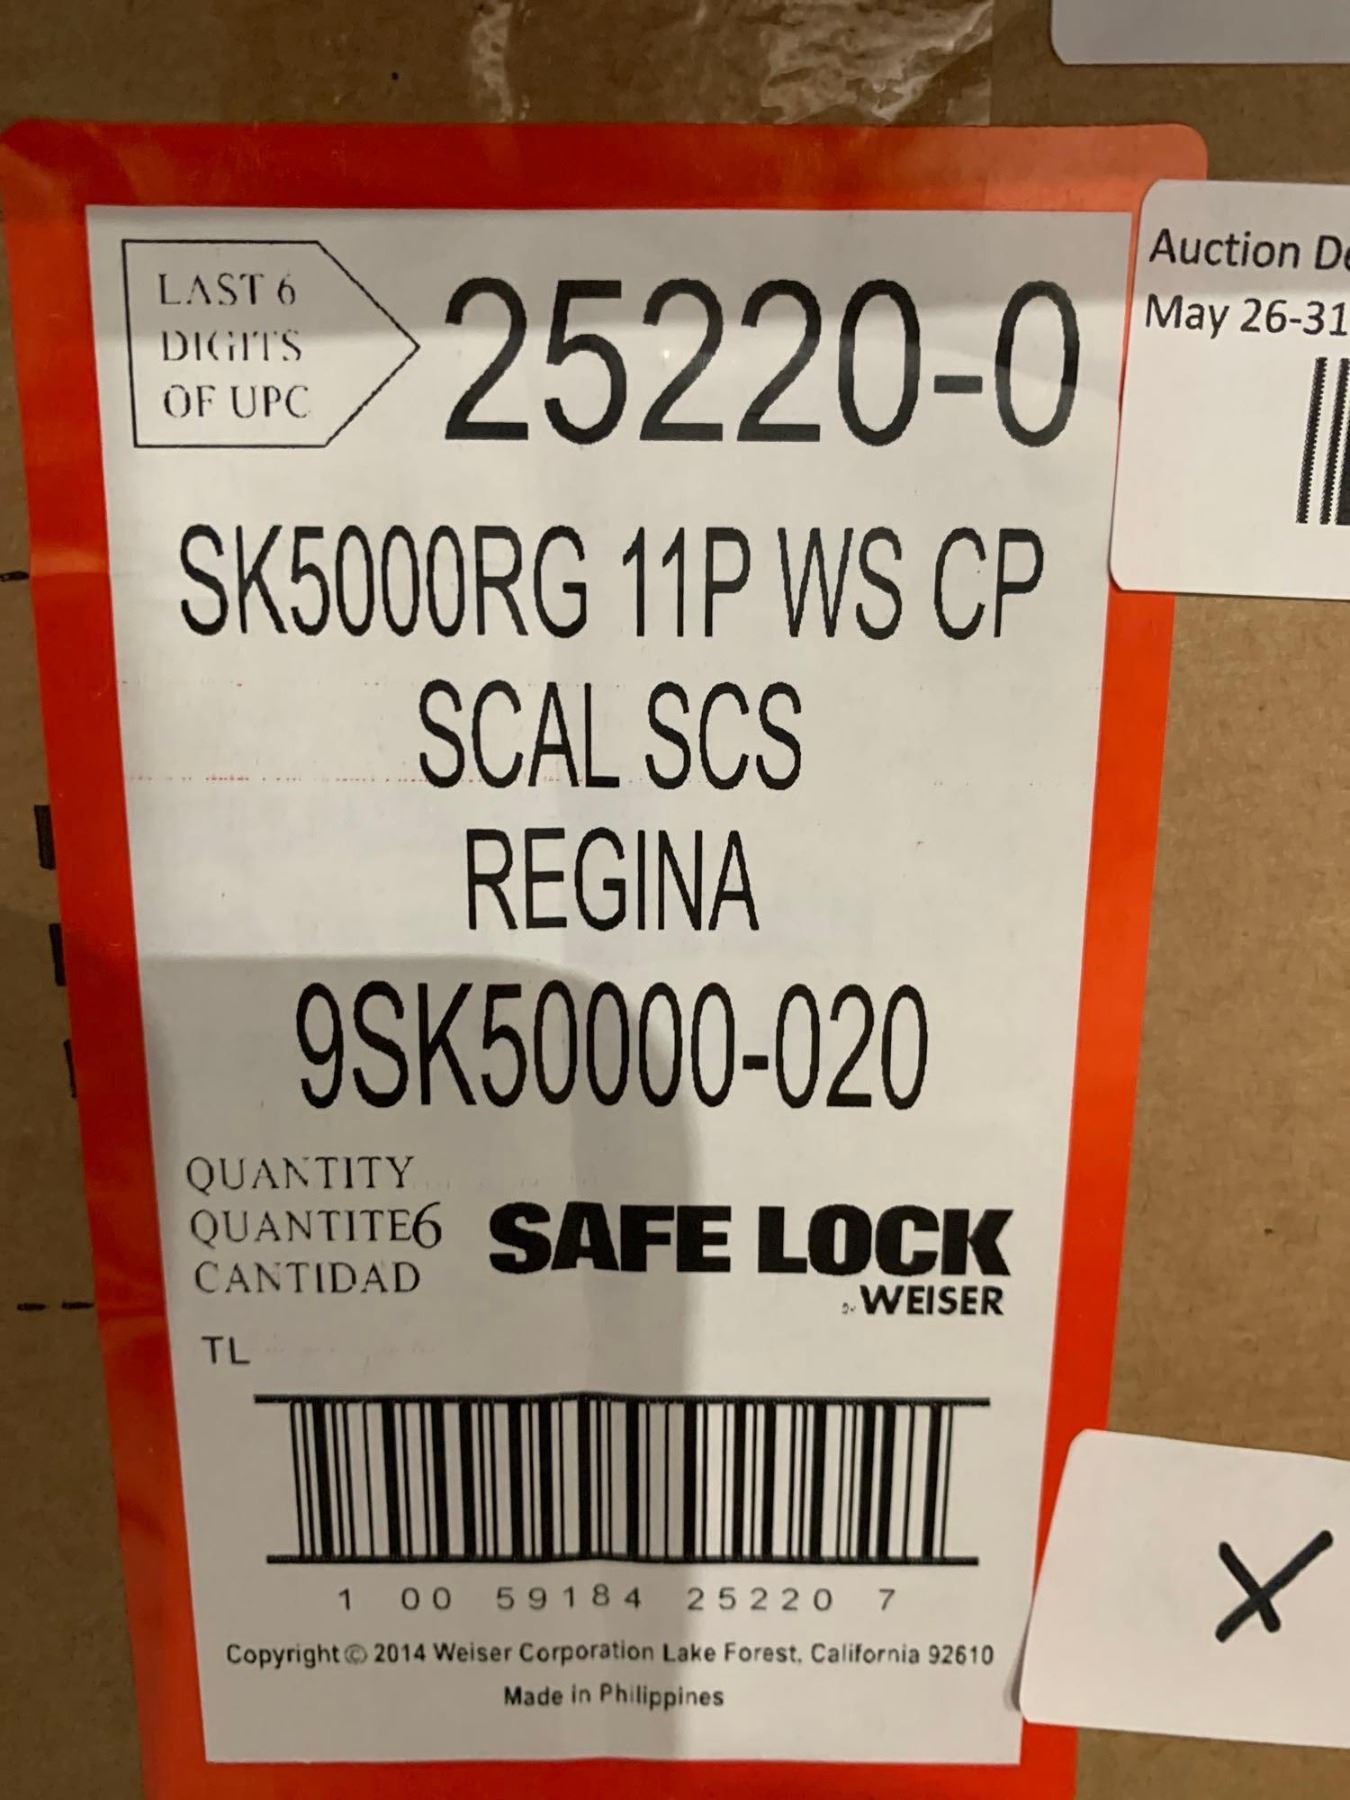 LAST 6
DIGITS
OF UPC
25220-0
SK5000RG 11P WS CP
SCAL SCS
REGINA
9SK50000-020
QUANTITY
QUANTITE6
CANTIDAD
SAFE LOCK
WEISER
TL
1 00 59184 25220 7
Copyright © 2014 Weiser Corporation Lake Forest, California 92610
Made in Philippines
Auction
May 26-31
X